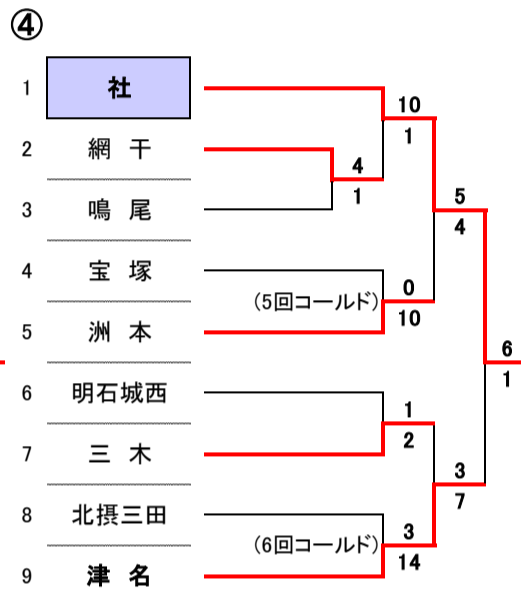 ④
1 社
10
1
2 網 干
4
1
3 鳴 尾
5
4
4 宝 塚
(5回コールド)
0
10
5 洲 本
6
1
6 明石城西
1
2
7 三 木
3
7
8 北摂三田
(6回コールド)
3
14
9 津 名